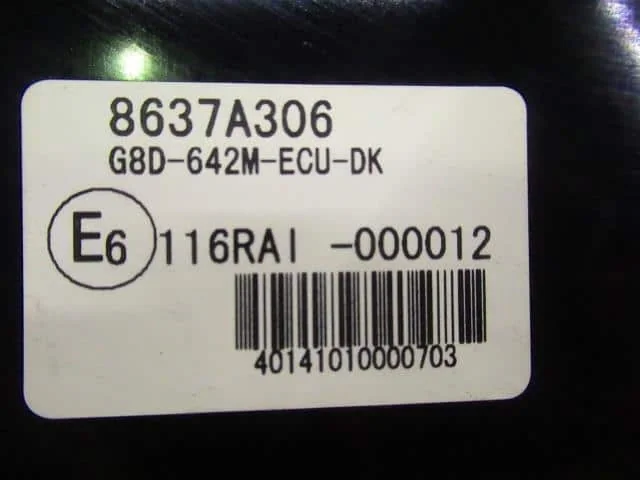 8637A306
G8D-642M-ECU-DK
E6 116RAI -000012
40141010000703